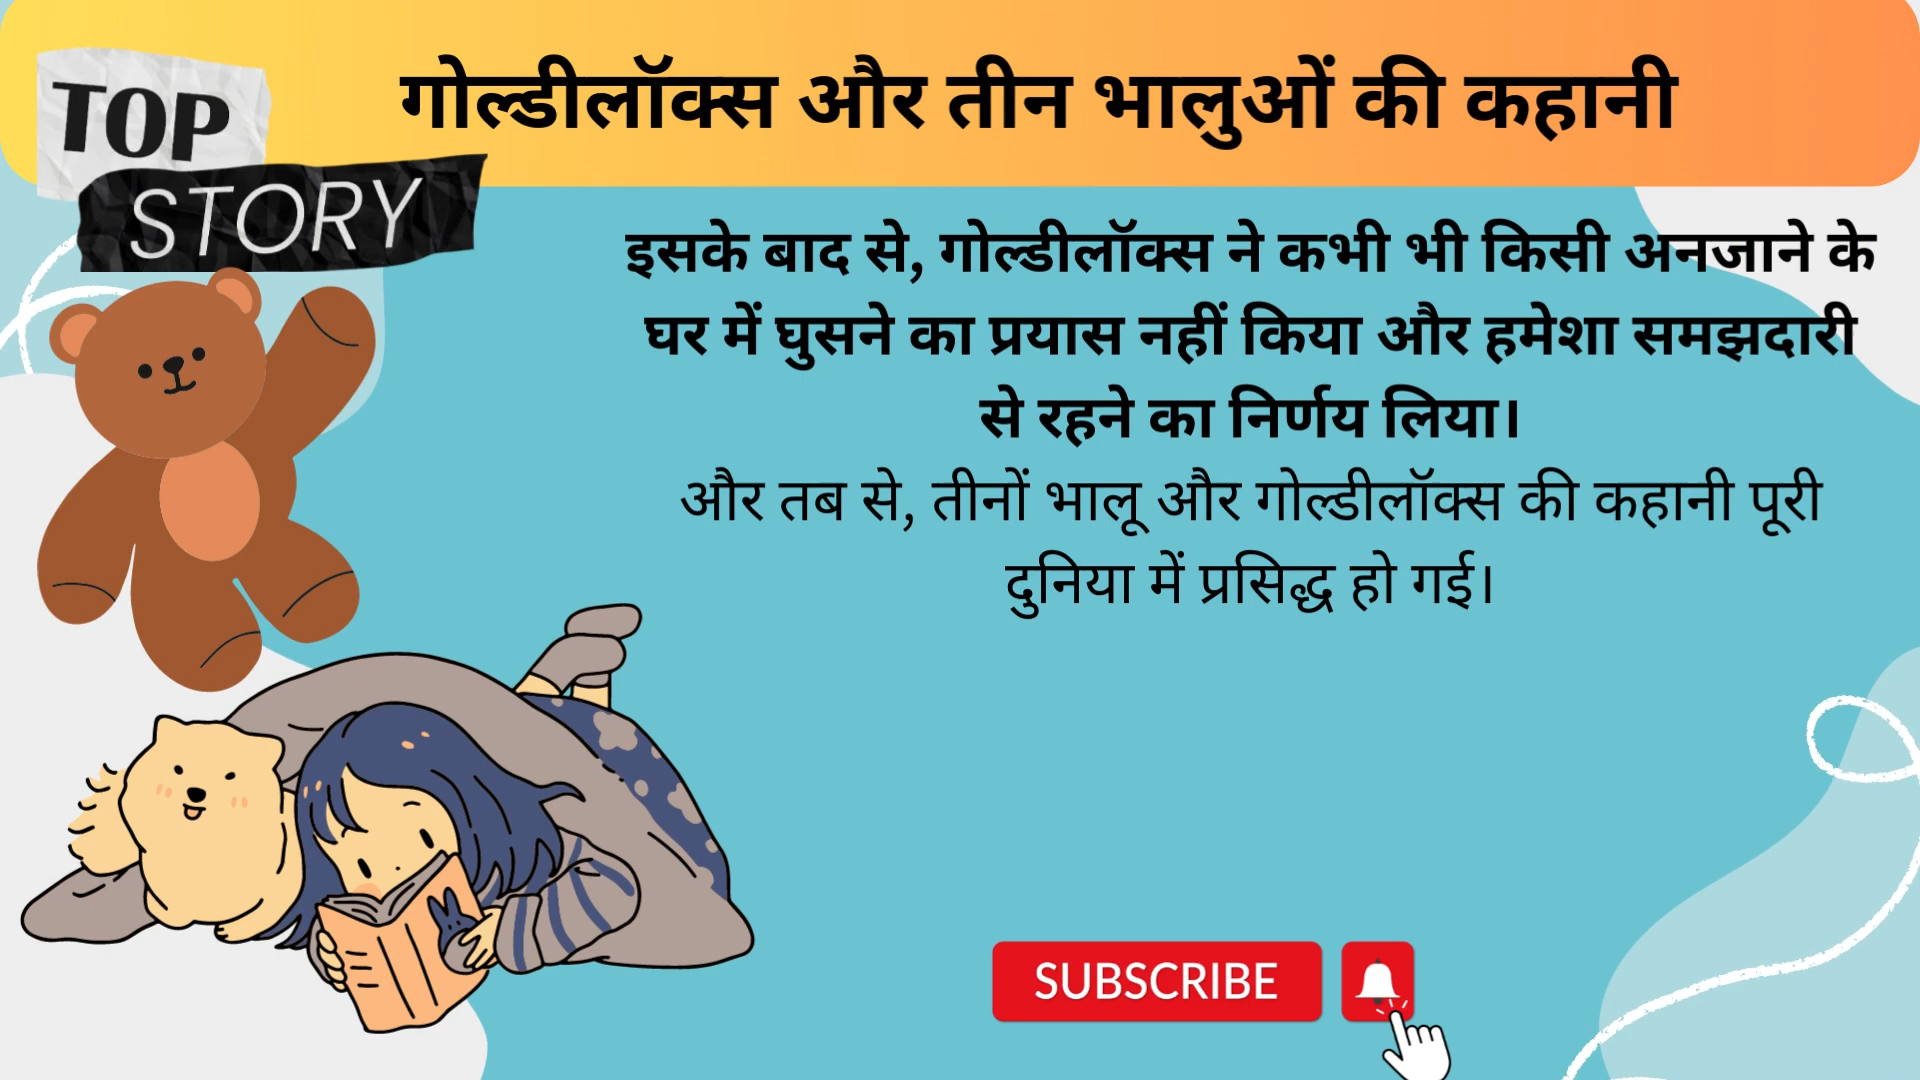 TOP
STORY
गोल्डीलॉक्स और तीन भालुओं की कहानी
इसके बाद से, गोल्डीलॉक्स ने कभी भी किसी अनजाने के
घर में घुसने का प्रयास नहीं किया और हमेशा समझदारी
से रहने का निर्णय लिया।
और तब से, तीनों भालू और गोल्डीलॉक्स की कहानी पूरी
दुनिया में प्रसिद्ध हो गई।
SUBSCRIBE